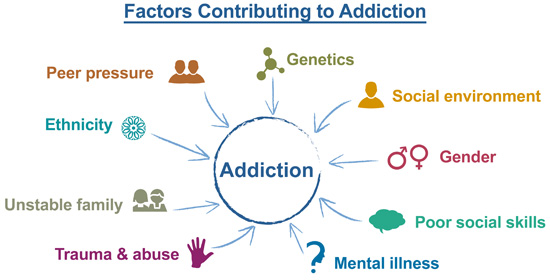 Factors Contributing to Addiction
Genetics
Peer pressure
Social environment
Ethnicity
Addiction
Gender
Unstable family
Poor social skills
Trauma & abuse
Mental illness